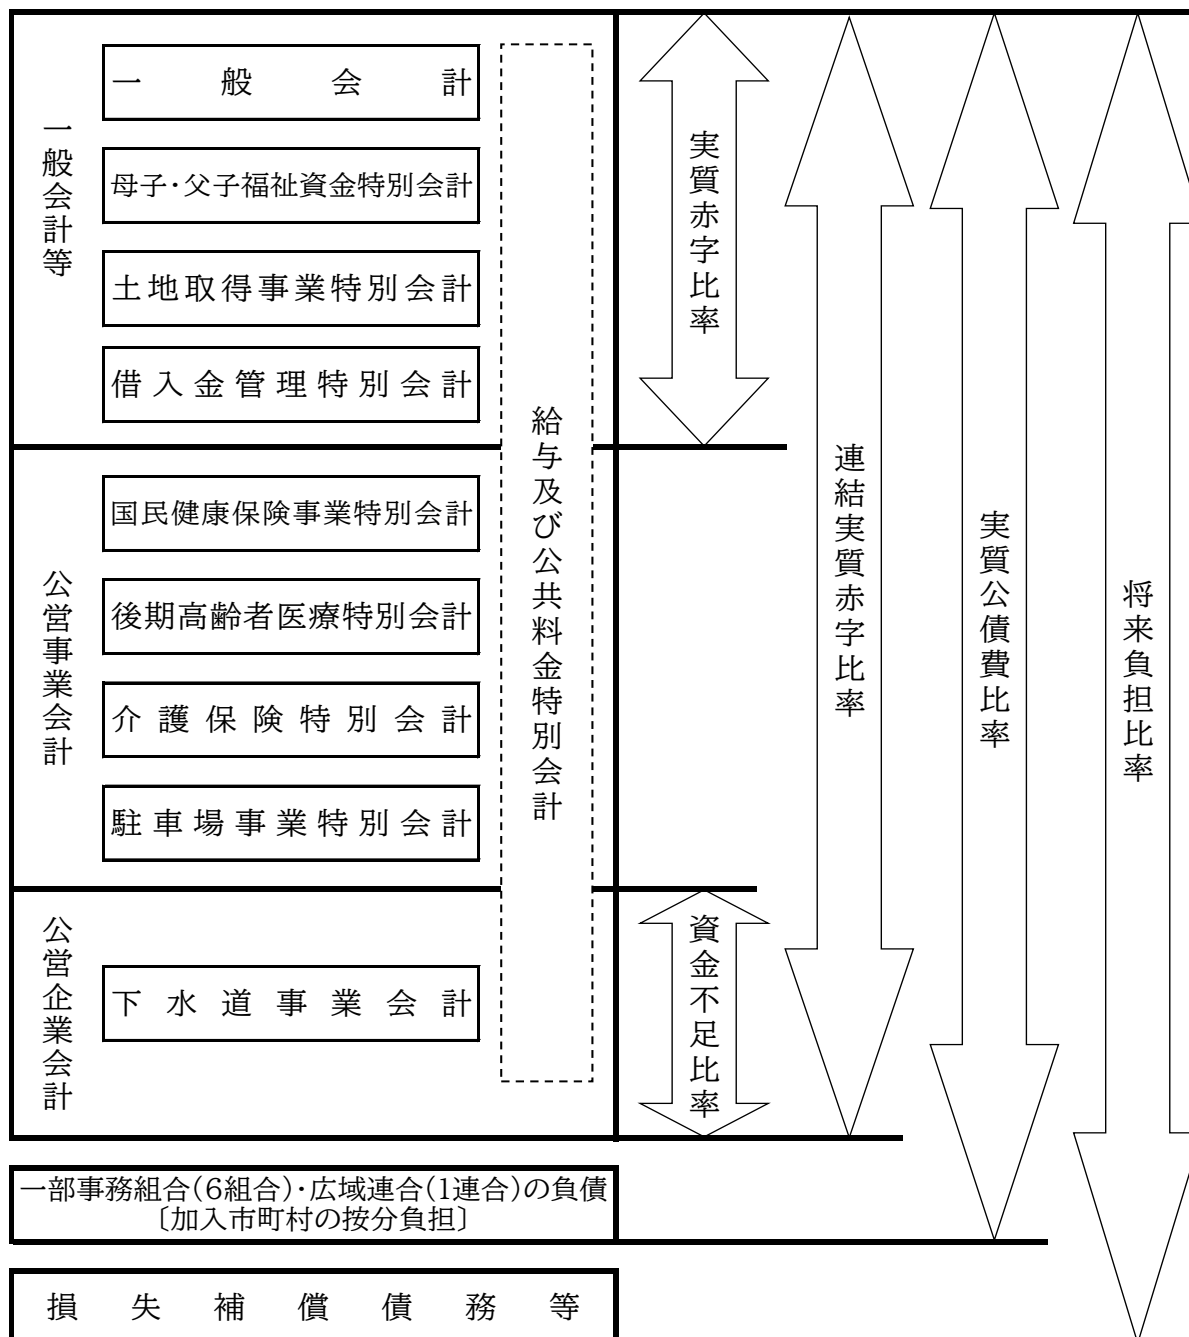 一般会計等
一般会計
母子・父子福祉資金特別会計
土地取得事業特別会計
借入金管理特別会計
公営事業会計
国民健康保険事業特別会計
後期高齢者医療特別会計
介護保険特別会計
駐車場事業特別会計
公営企業会計
下水道事業会計
給与及び公共料金特別会計
実質赤字比率
資金不足比率
連結実質赤字比率
実質公債費比率
将来負担比率
一部事務組合(6組合)・広域連合(1連合)の負債
〔加入市町村の按分負担〕
損失補償債務等